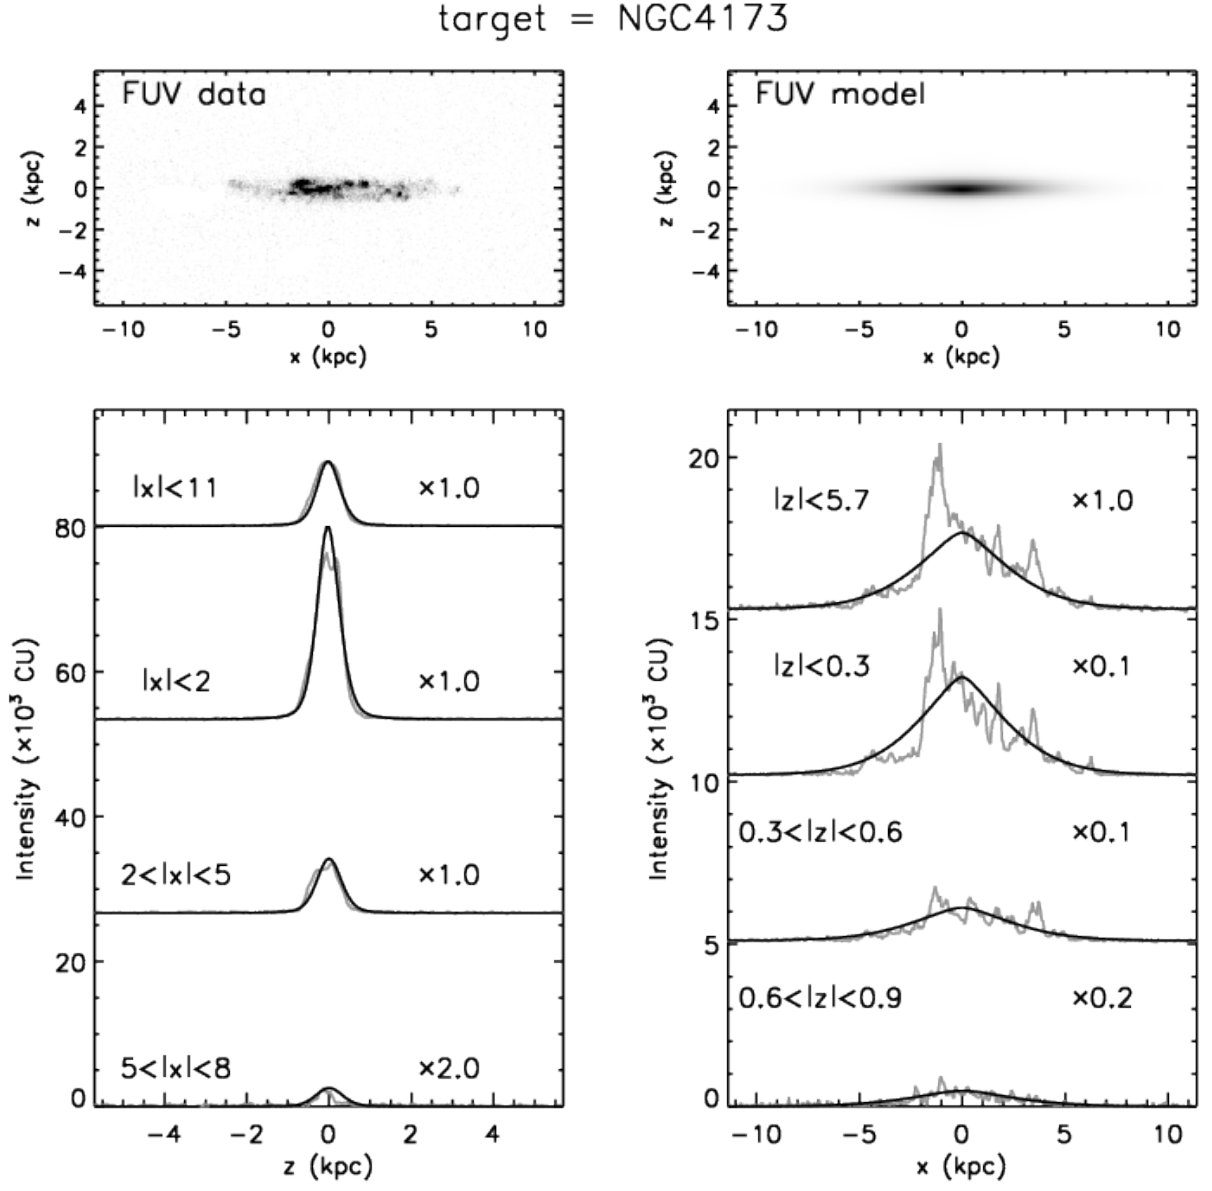 target = NGC4173
FUV data
4
2
0
−2
−4
z (kpc)
−10 −5 0 5 10
x (kpc)
FUV model
4
2
0
−2
−4
z (kpc)
−10 −5 0 5 10
x (kpc)
|x|<11 ×1.0
80
|x|<2 ×1.0
60
40
2<|x|<5 ×1.0
20
5<|x|<8 ×2.0
0
Intensity (×10³ CU)
−4 −2 0 2 4
z (kpc)
20
|z|<5.7 ×1.0
15
|z|<0.3 ×0.1
10
0.3<|z|<0.6 ×0.1
5
0.6<|z|<0.9 ×0.2
0
Intensity (×10³ CU)
−10 −5 0 5 10
x (kpc)